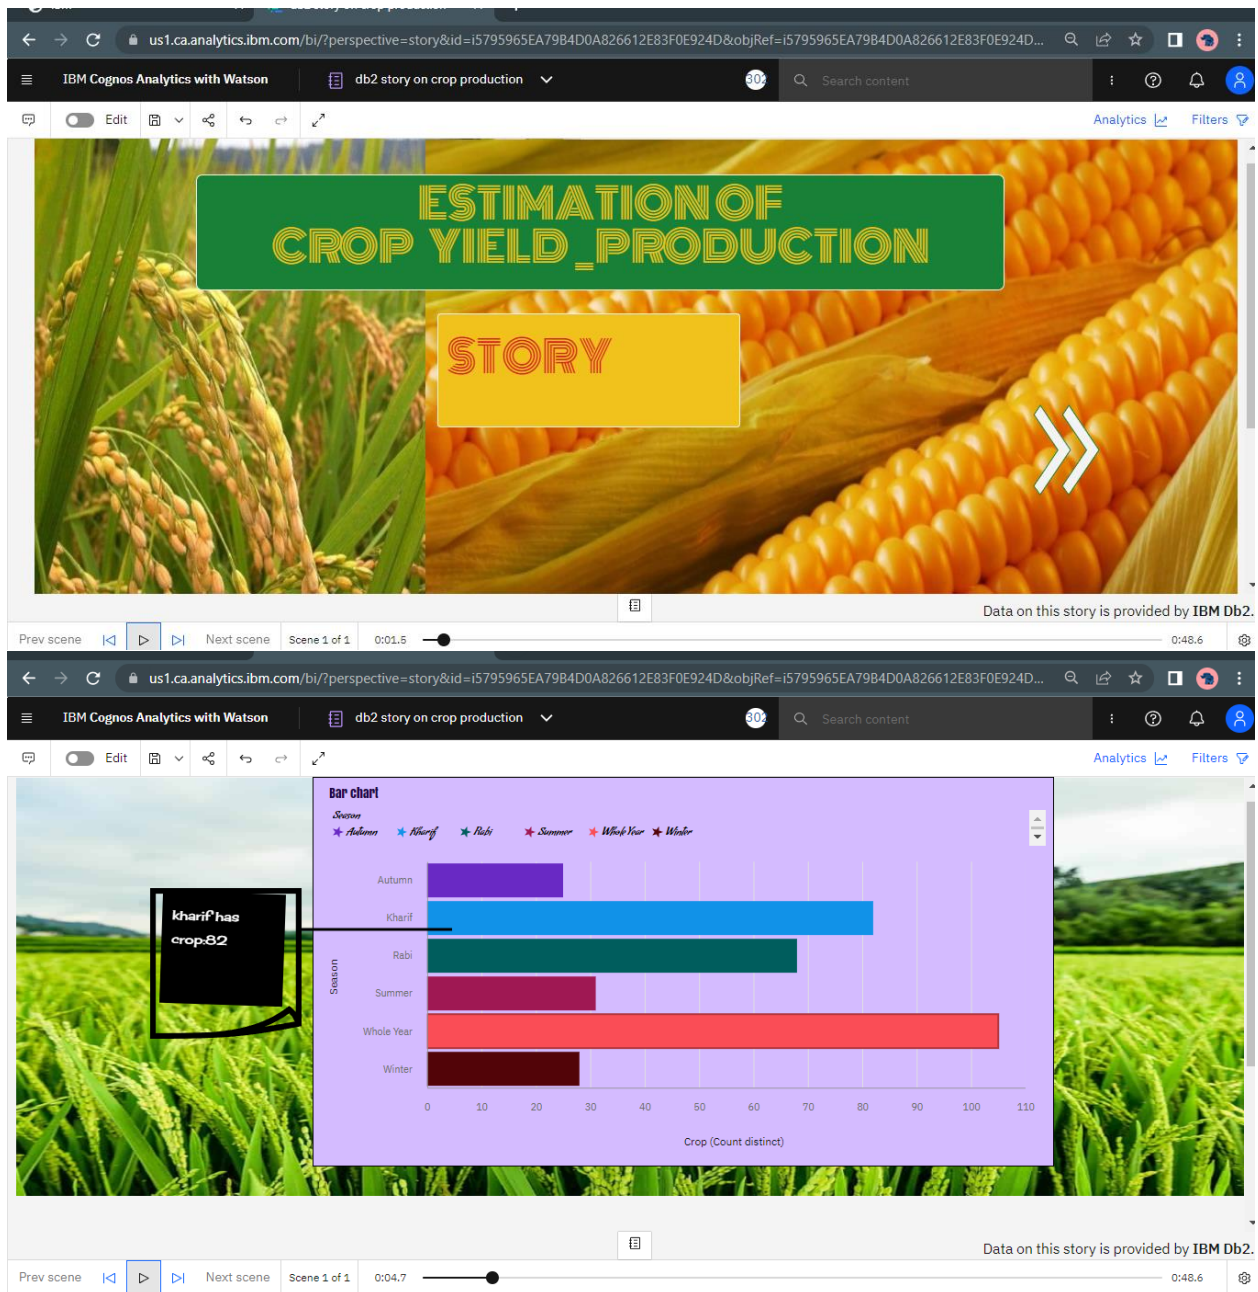 us1.ca.analytics.ibm.com/bi/?perspective=story&id=i5795965EA79B4D0A826612E83F0E924D&objRef=i5795965EA79B4D0A826612E83F0E924D...
IBM Cognos Analytics with Watson
db2 story on crop production
302
Search content
Edit
Analytics
Filters
ESTIMATION OF
CROP YIELD_PRODUCTION
STORY
Data on this story is provided by IBM Db2.
Prev scene
Next scene
Scene 1 of 1
0:01.5
0:48.6
us1.ca.analytics.ibm.com/bi/?perspective=story&id=i5795965EA79B4D0A826612E83F0E924D&objRef=i5795965EA79B4D0A826612E83F0E924D...
IBM Cognos Analytics with Watson
db2 story on crop production
302
Search content
Edit
Analytics
Filters
Bar chart
Season
Autumn Kharif Rabi Summer Whole Year Winter
kharif has
crop:82
Season
Autumn
Kharif
Rabi
Summer
Whole Year
Winter
0 10 20 30 40 50 60 70 80 90 100 110
Crop (Count distinct)
Data on this story is provided by IBM Db2.
Prev scene
Next scene
Scene 1 of 1
0:04.7
0:48.6